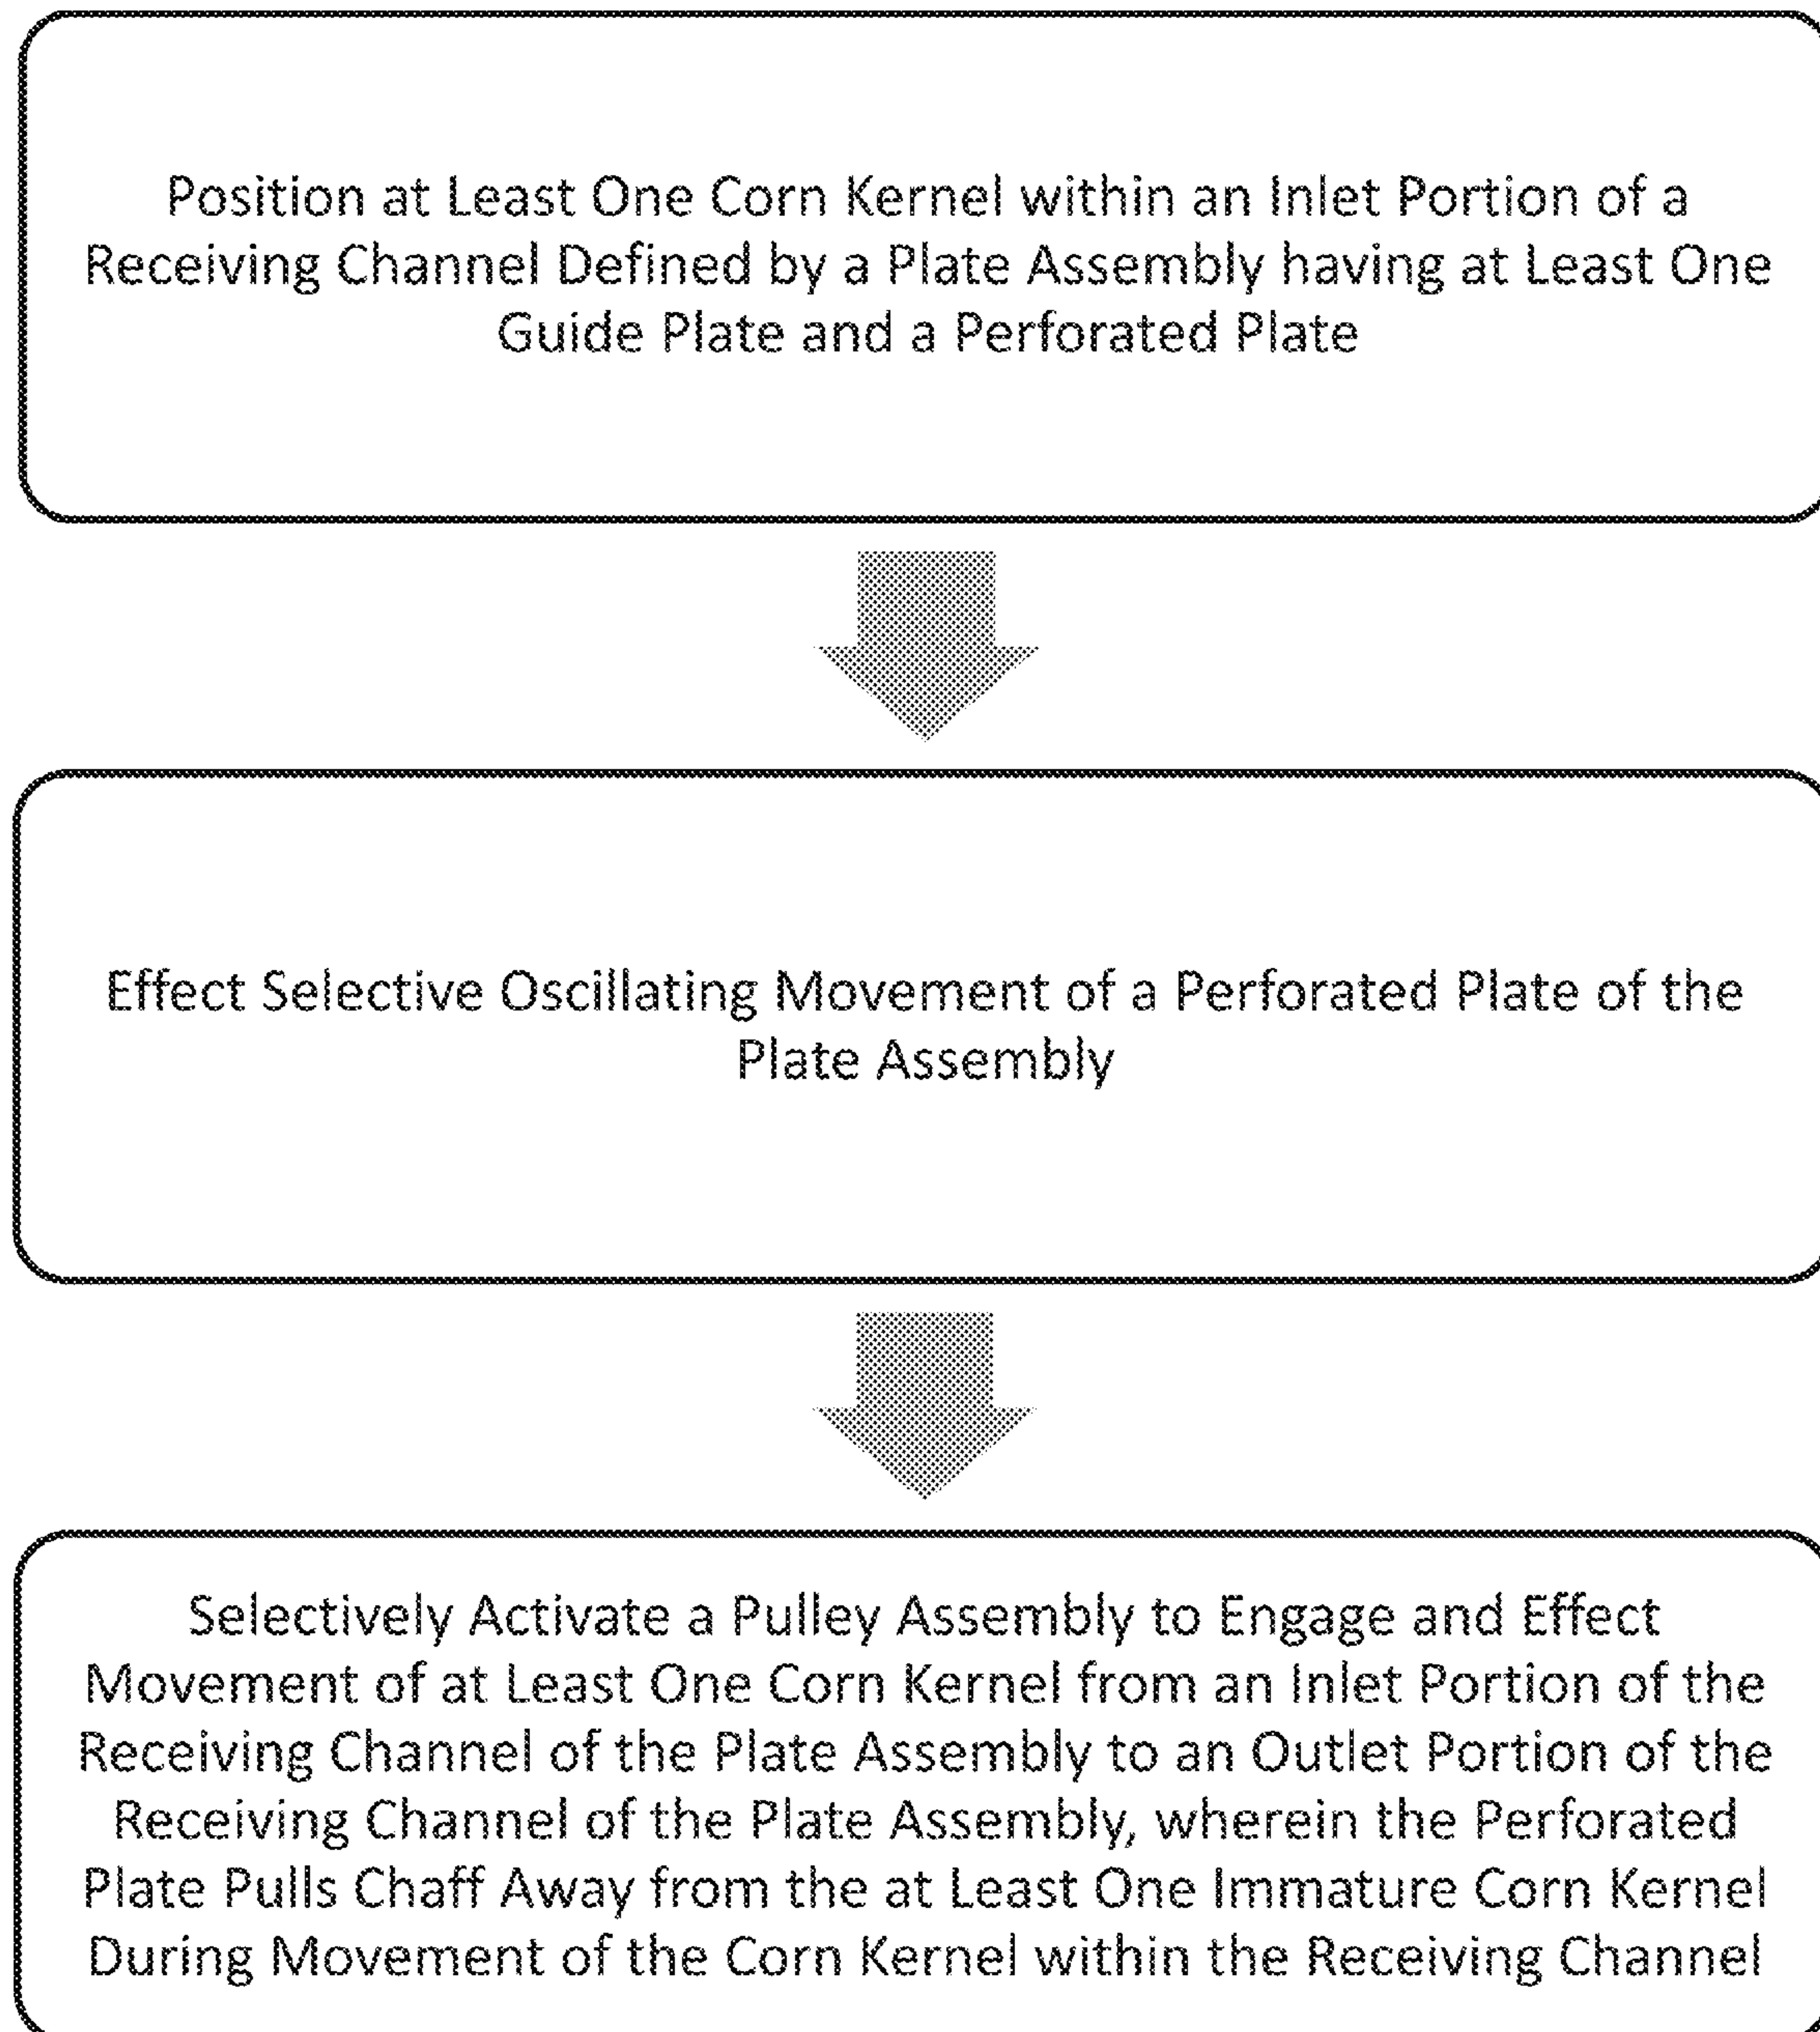 Position at Least One Corn Kernel within an Inlet Portion of a
Receiving Channel Defined by a Plate Assembly having at Least One
Guide Plate and a Perforated Plate
Effect Selective Oscillating Movement of a Perforated Plate of the
Plate Assembly
Selectively Activate a Pulley Assembly to Engage and Effect
Movement of at Least One Corn Kernel from an Inlet Portion of the
Receiving Channel of the Plate Assembly to an Outlet Portion of the
Receiving Channel of the Plate Assembly, wherein the Perforated
Plate Pulls Chaff Away from the at Least One Immature Corn Kernel
During Movement of the Corn Kernel within the Receiving Channel